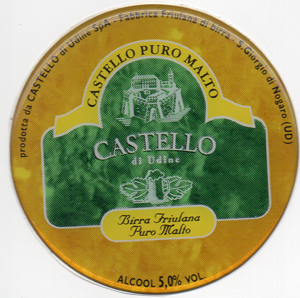 prodotta da CASTELLO di Udine SpA - Fabbrica Friulana di birra - S.Giorgio di Nogaro (UD)
CASTELLO PURO MALTO
CASTELLO
di Udine
Birra Friulana
Puro Malto
ALCOOL 5,0% VOL.